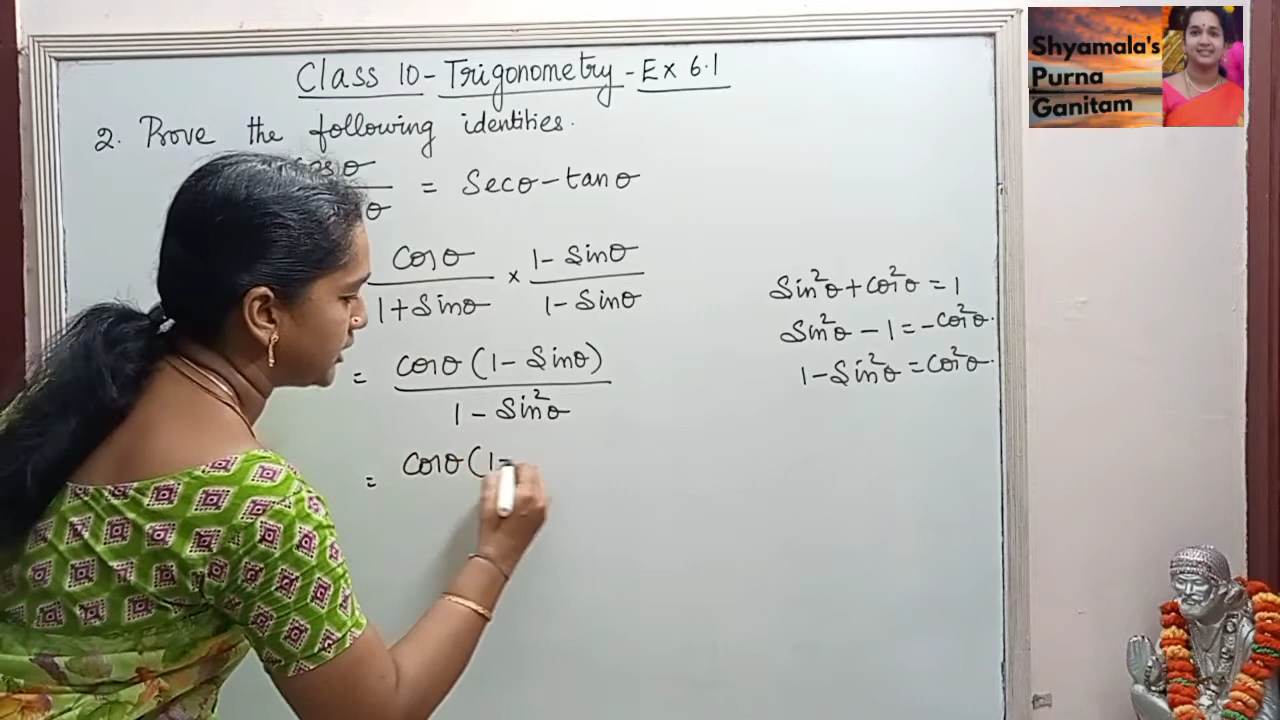 Class 10 - Trigonometry - Ex 6.1
2. Prove the following identities.
θ = Secθ - tanθ
cosθ / 1 + Sinθ × 1 - Sinθ / 1 - Sinθ
= cosθ (1 - Sinθ) / 1 - Sin²θ
= cosθ (1 -
Sin²θ + cos²θ = 1
Sin²θ - 1 = - cos²θ.
1 - Sin²θ = cos²θ.
Shyamala's
Purna
Ganitam